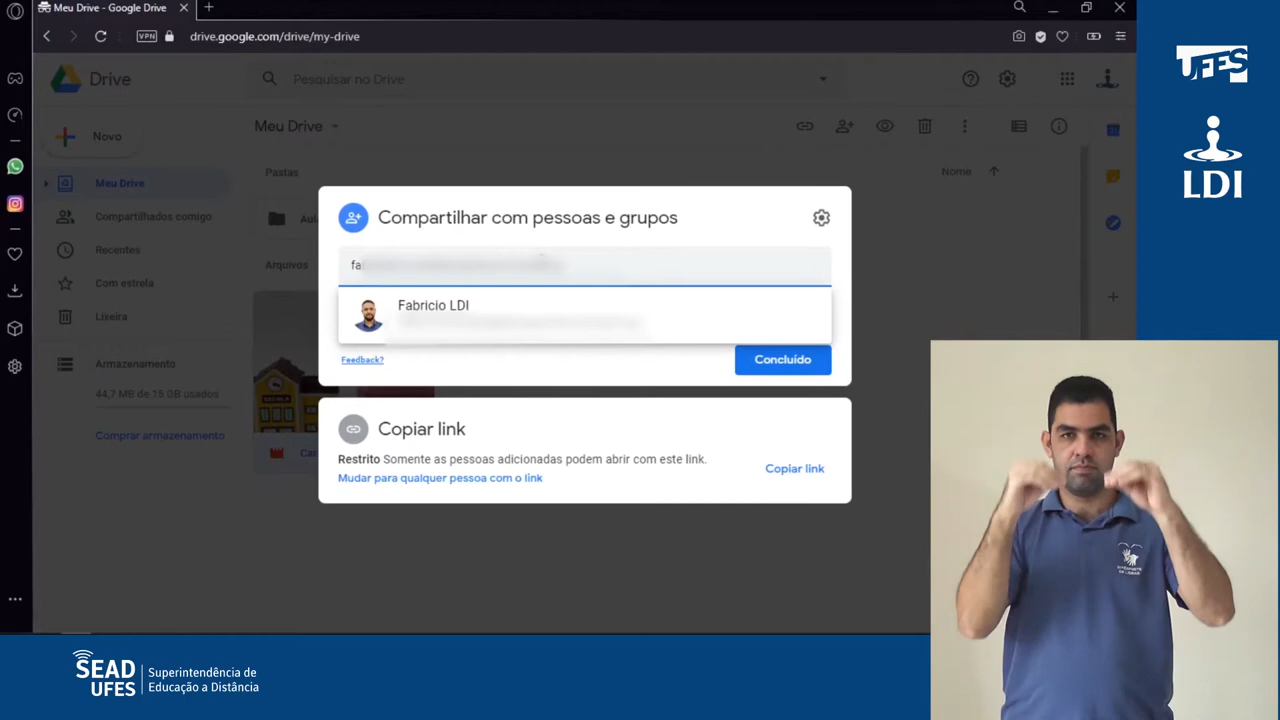 Meu Drive - Google Drive
VPN
drive.google.com/drive/my-drive
UFES
Drive
Pesquisar no Drive
Novo
Meu Drive
Meu Drive
Compartilhados comigo
Recentes
Com estrela
Lixeira
Armazenamento
44,7 MB de 15 GB usados
Comprar armazenamento
Pastas
Nome
Arquivos
Compartilhar com pessoas e grupos
fa
Fabricio LDI
Feedback?
Concluído
Copiar link
Restrito Somente as pessoas adicionadas podem abrir com este link.
Mudar para qualquer pessoa com o link
Copiar link
LDI
SEAD
UFES
Superintendência de
Educação a Distância